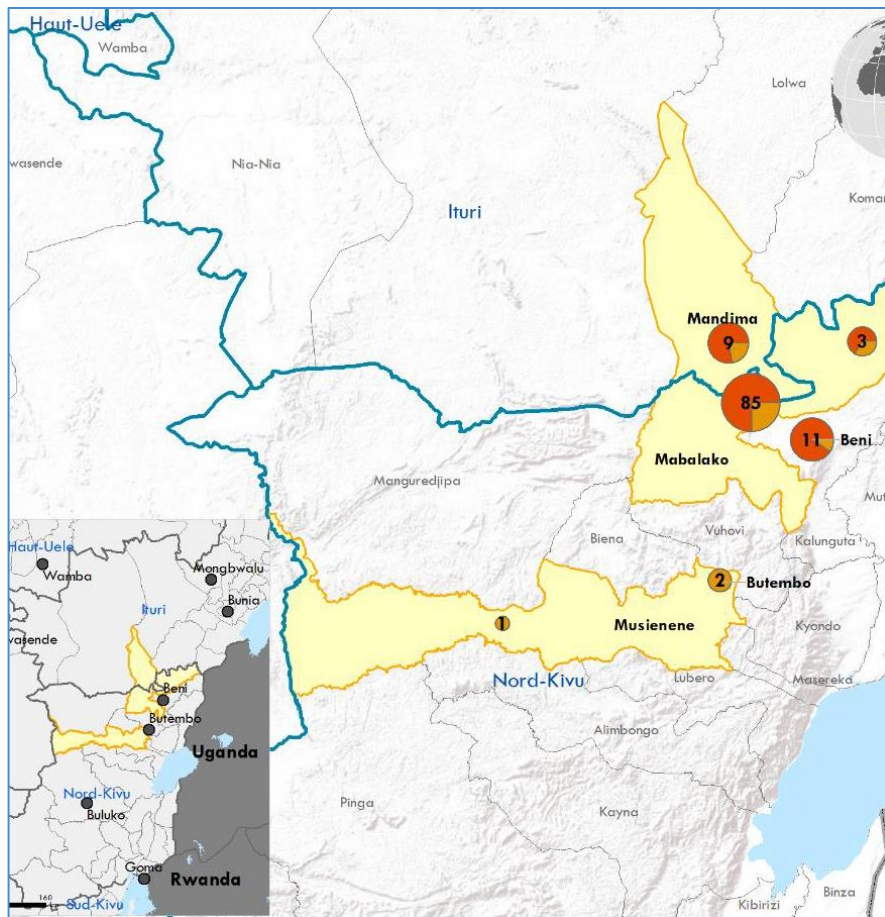 Haut-Uele
Wamba
Lolwa
wasende
Nia-Nia
Ituri
Koman
Mandima
9
3
85
11
Beni
Mabalako
Manguredjipa
Mut
Biena
Vuhovi
Kalunguta
2
Butembo
1
Musienene
Kyondo
Nord-Kivu
Lubero
Masereka
Alimbongo
Pinga
Kayna
Kibirizi
Binza
Haut-Uele
Wamba
Mongbwalu
Bunia
Ituri
wasende
Beni
Butembo
Uganda
Nord-Kivu
Buluko
Goma
Rwanda
160
Sud-Kivu